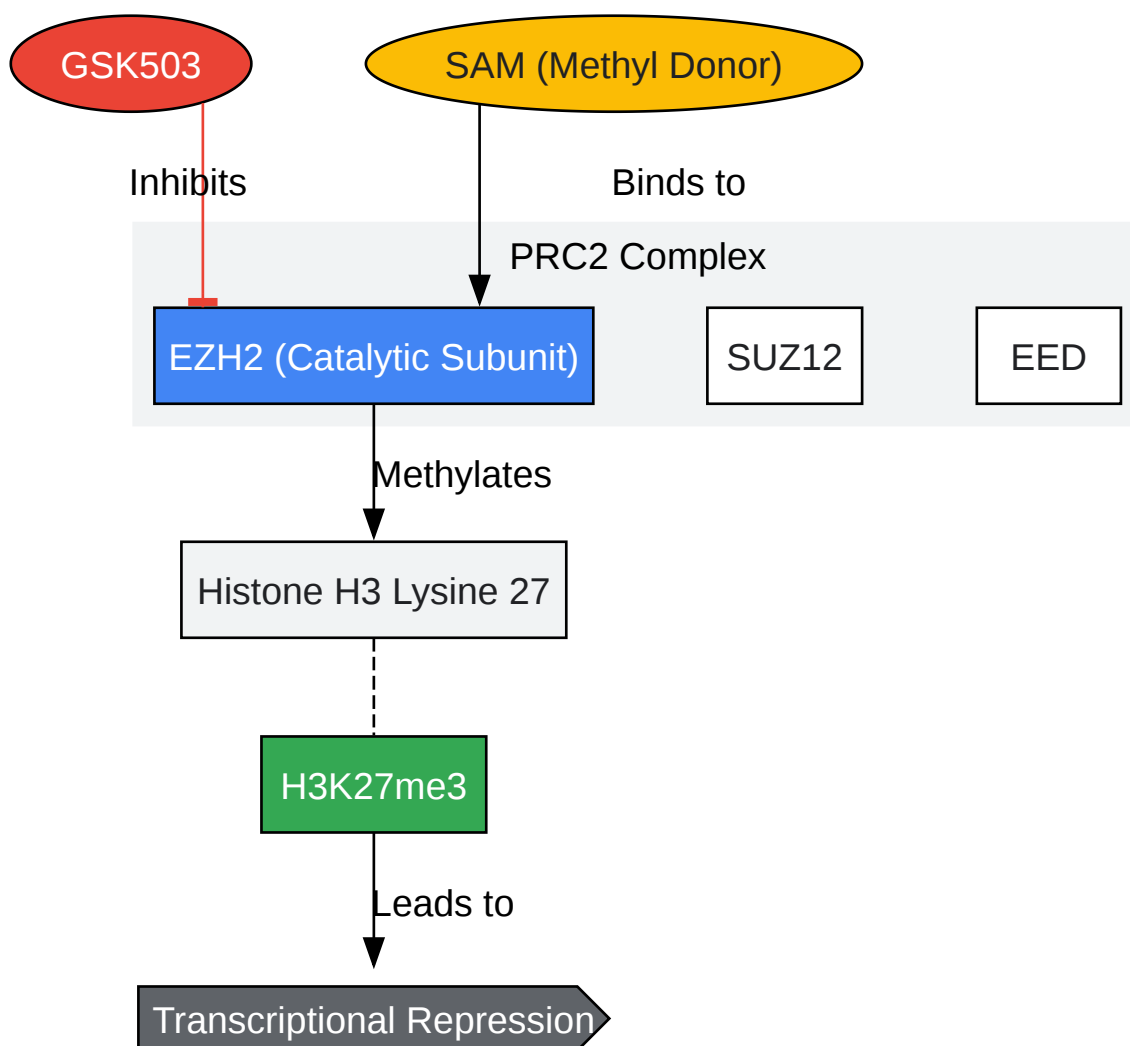 GSK503
SAM (Methyl Donor)
Inhibits
Binds to
PRC2 Complex
EZH2 (Catalytic Subunit)
SUZ12
EED
Methylates
Histone H3 Lysine 27
H3K27me3
Leads to
Transcriptional Repression